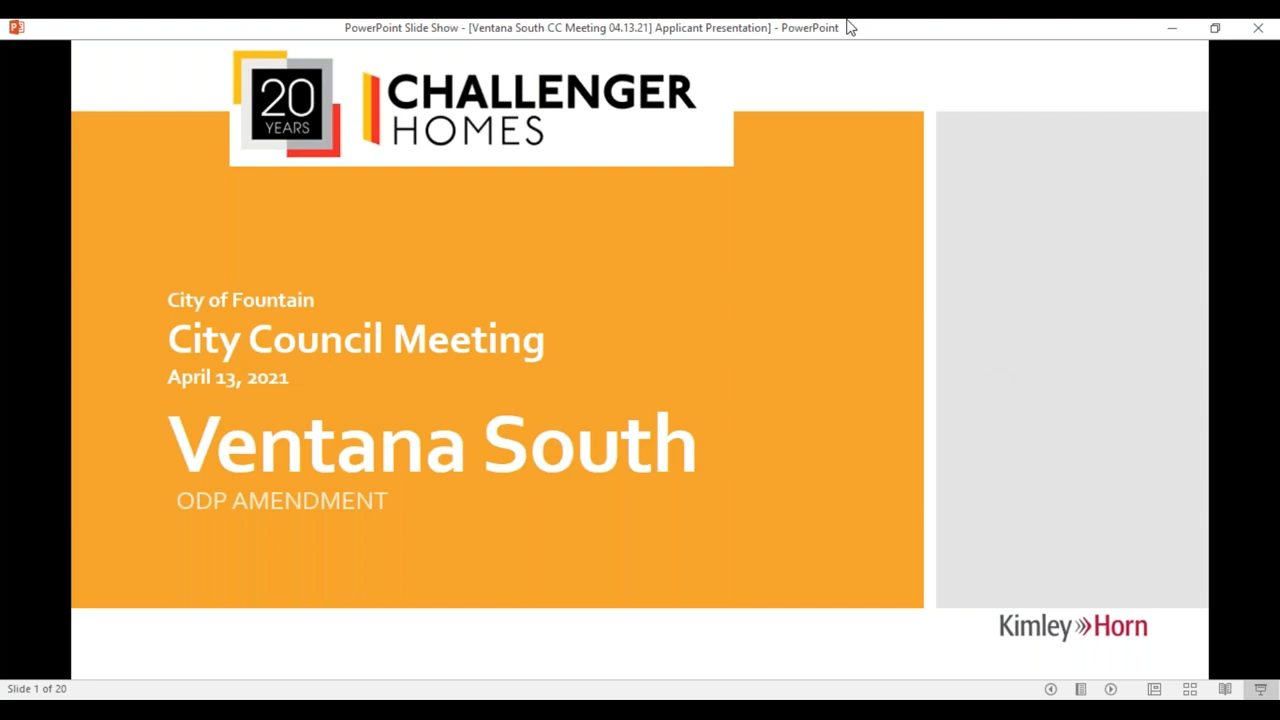 PowerPoint Slide Show - [Ventana South CC Meeting 04.13.21] Applicant Presentation] - PowerPoint
20
YEARS
CHALLENGER
HOMES
City of Fountain
City Council Meeting
April 13, 2021
Ventana South
ODP AMENDMENT
Kimley»Horn
Slide 1 of 20